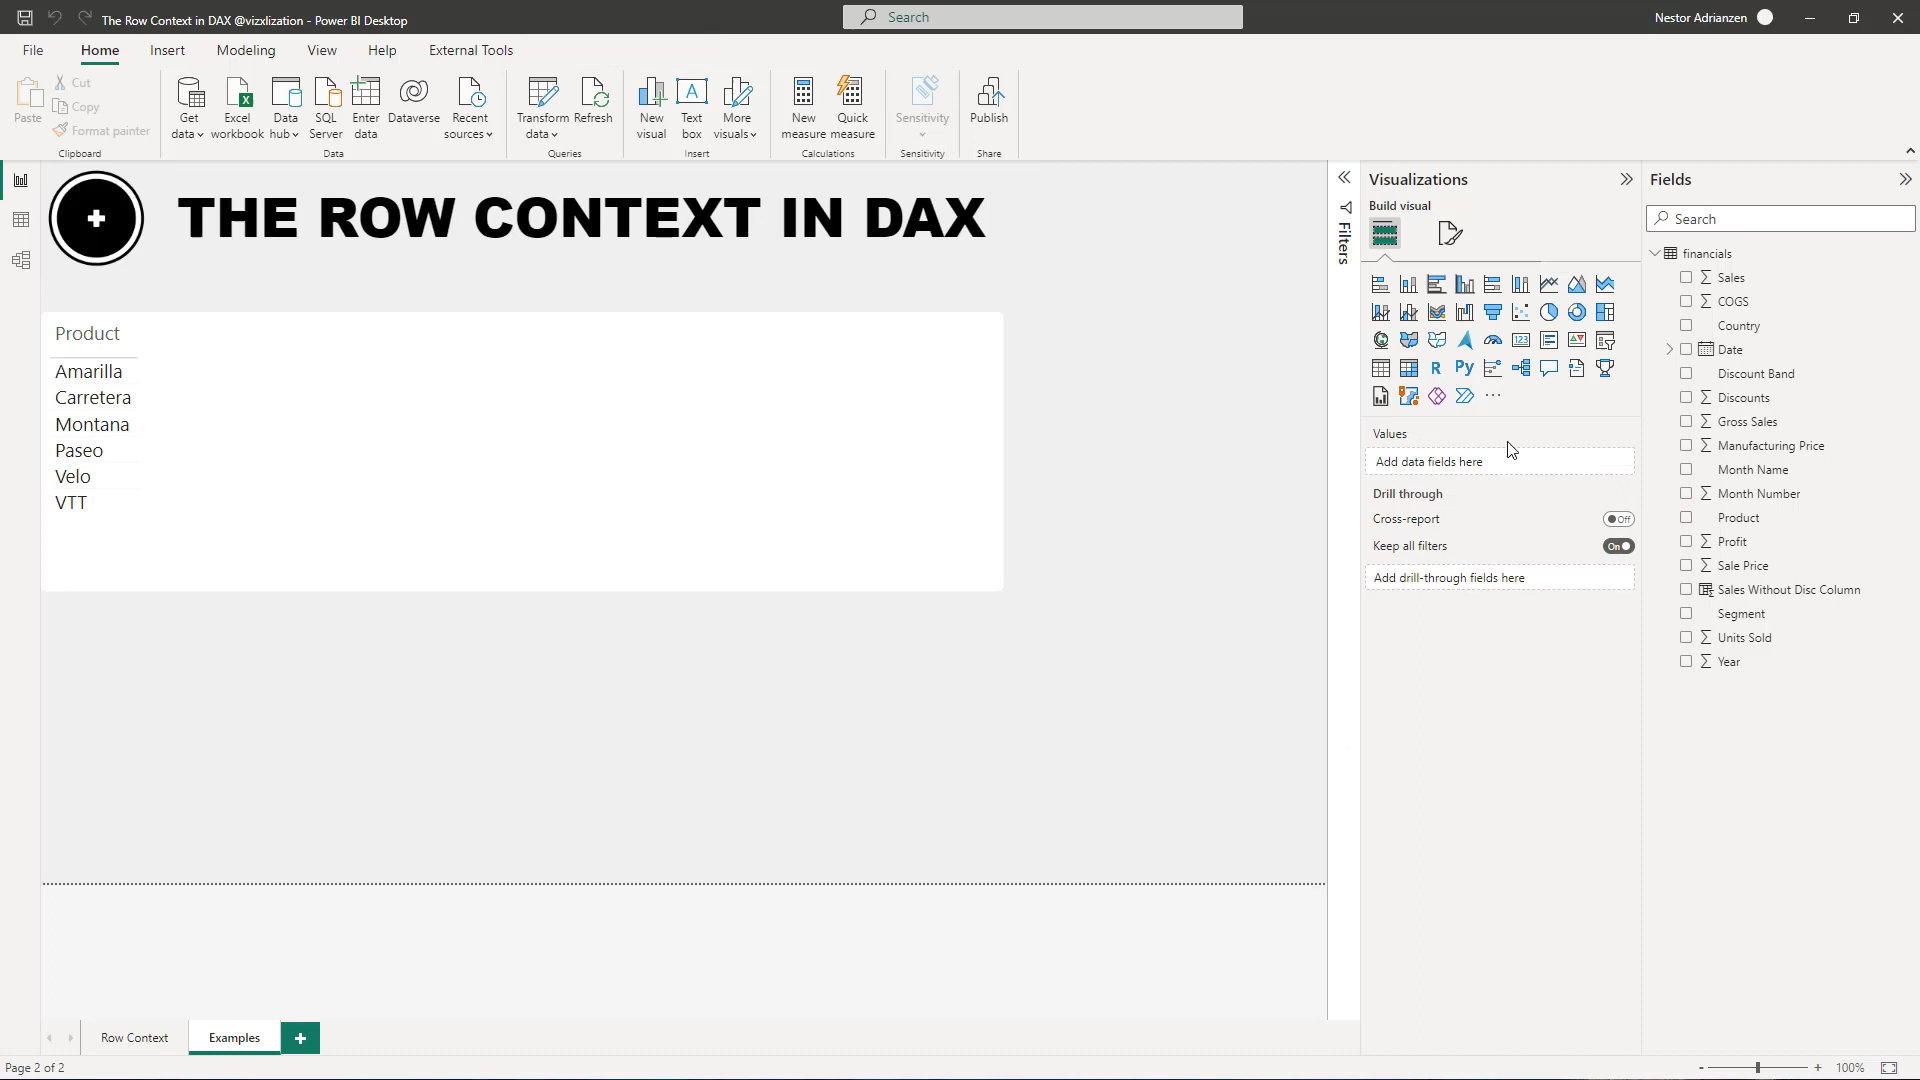 The Row Context in DAX @vizxlization - Power BI Desktop
Search
Nestor Adrianzen
File
Home
Insert
Modeling
View
Help
External Tools
Paste
Cut
Copy
Format painter
Clipboard
Get data
Excel workbook
Data hub
SQL Server
Enter data
Dataverse
Recent sources
Data
Transform data
Refresh
Queries
New visual
Text box
More visuals
Insert
New measure
Quick measure
Calculations
Sensitivity
Sensitivity
Publish
Share
THE ROW CONTEXT IN DAX
Product
Amarilla
Carretera
Montana
Paseo
Velo
VTT
Filters
Visualizations
Build visual
123
R
Py
Values
Add data fields here
Drill through
Cross-report
Off
Keep all filters
On
Add drill-through fields here
Fields
Search
financials
Sales
COGS
Country
Date
Discount Band
Discounts
Gross Sales
Manufacturing Price
Month Name
Month Number
Product
Profit
Sale Price
Sales Without Disc Column
Segment
Units Sold
Year
Row Context
Examples
Page 2 of 2
100%